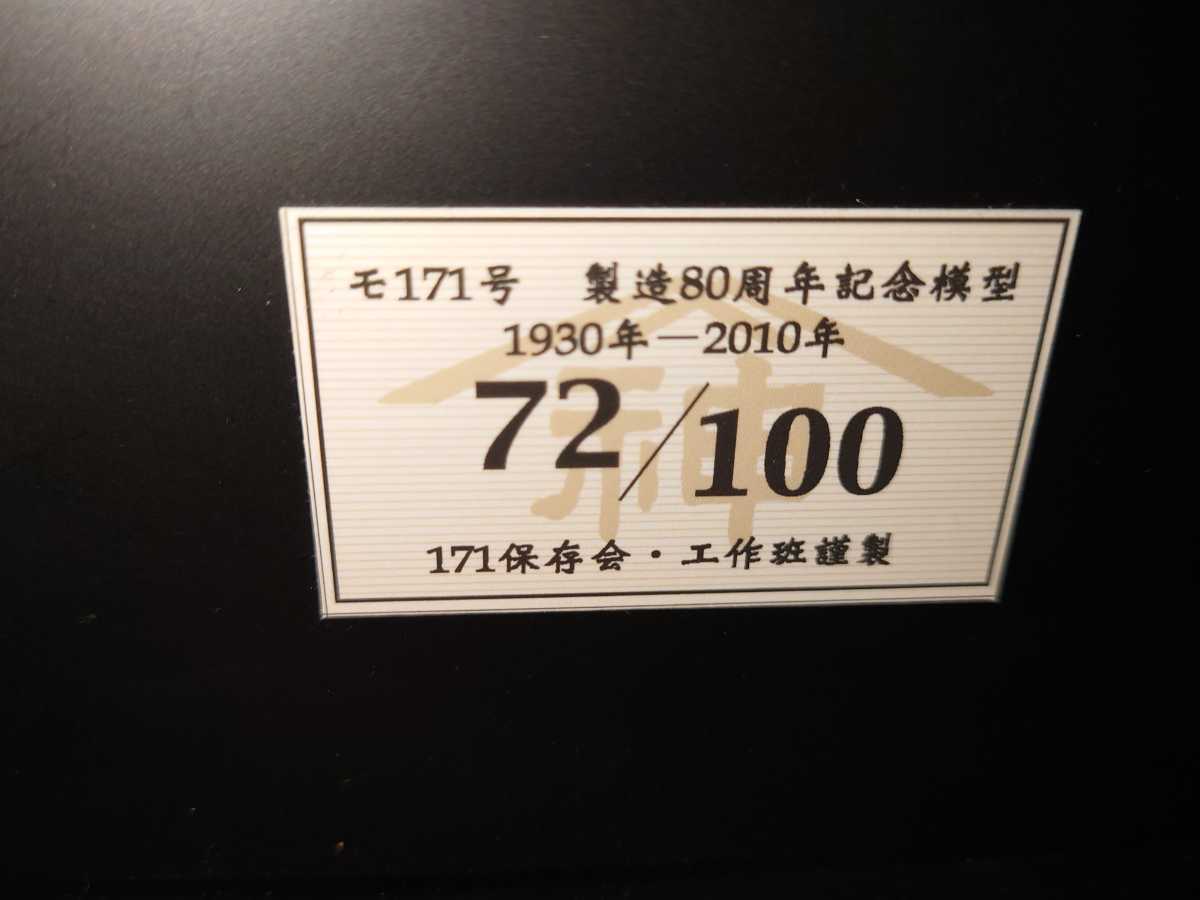 モ171号　製造80周年記念模型
1930年—2010年
72/100
神
171保存会・工作班謹製